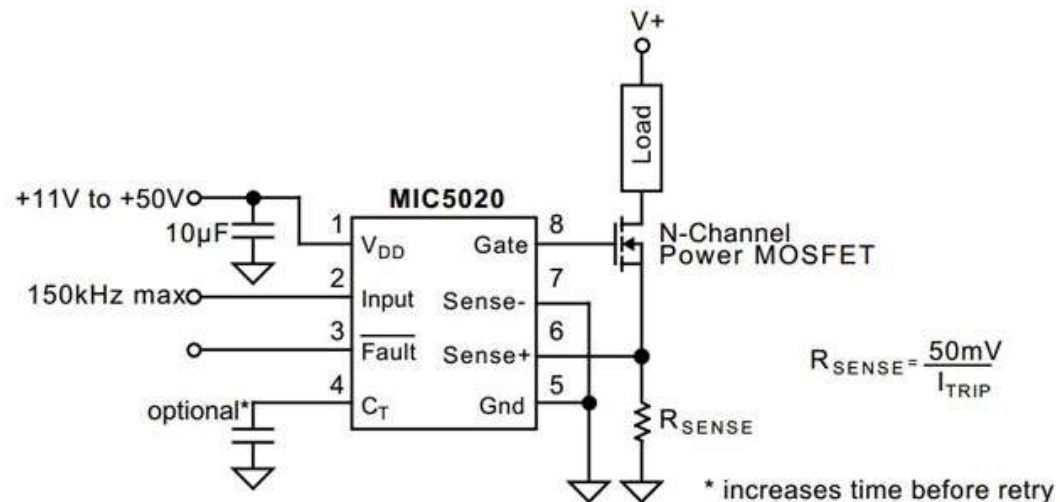 V+
Load
+11V to +50V
10µF
MIC5020
1
VDD
2
150kHz max
Input
3
Fault
4
optional*
CT
8
Gate
N-Channel
Power MOSFET
7
Sense-
6
Sense+
5
Gnd
RSENSE
RSENSE = 50mV
ITRIP
* increases time before retry